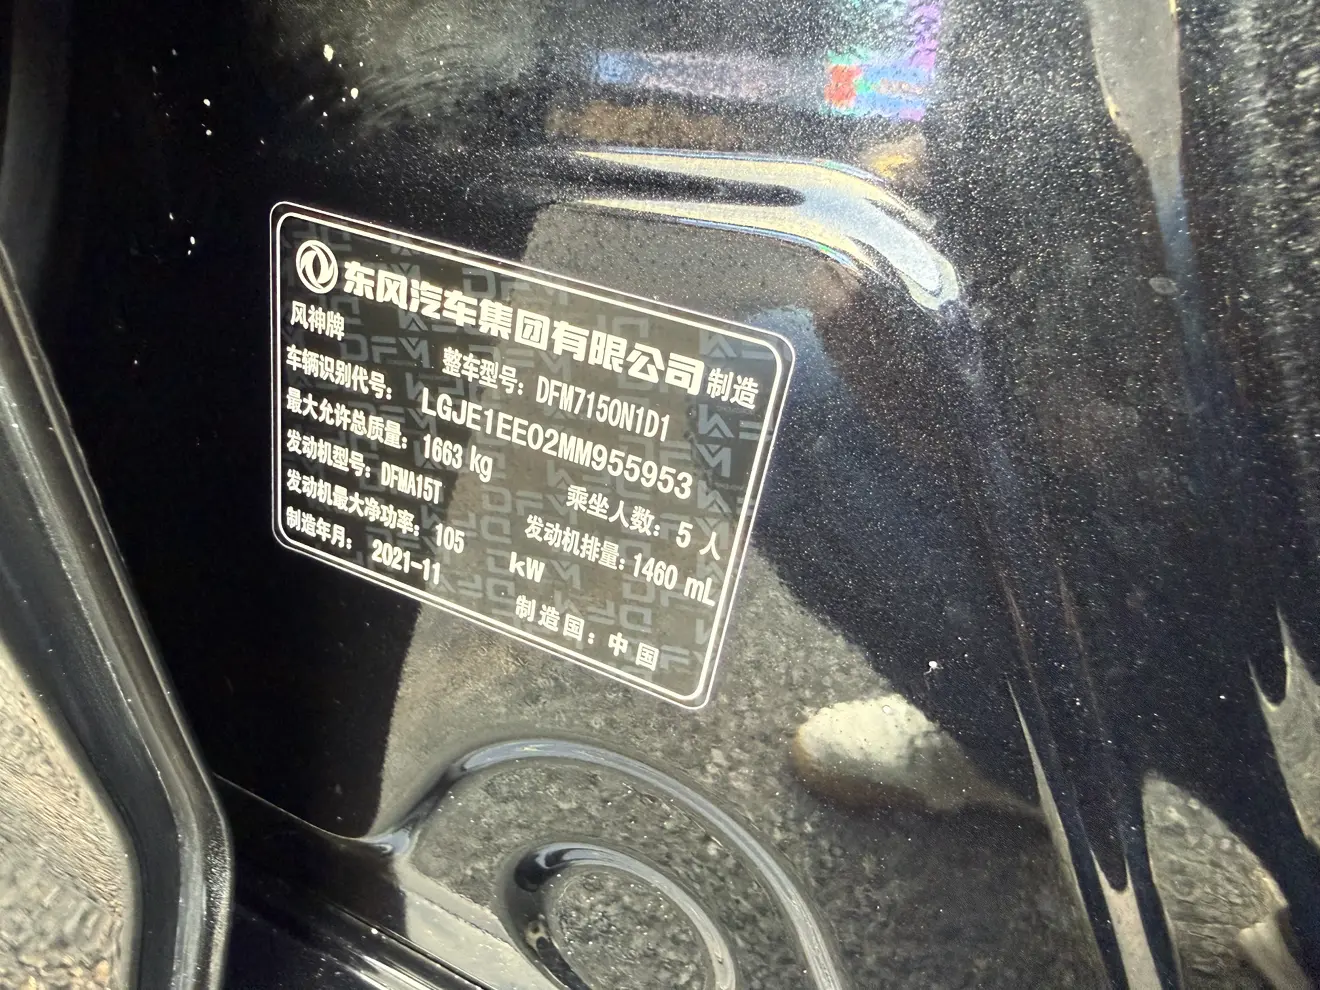 东风汽车集团有限公司制造
风神牌 整车型号: DFM7150N1D1
车辆识别代号: LGJE1EE02MM955953
最大允许总质量: 1663 kg 乘坐人数: 5 人
发动机型号: DFMA15T 发动机排量: 1460 mL
发动机最大净功率: 105 kW
制造年月: 2021-11 制造国: 中国